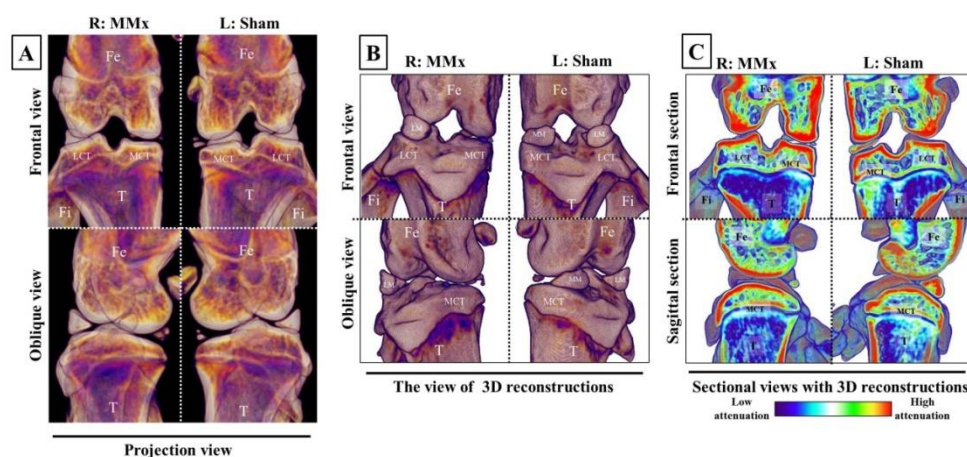 A
R: MMx
L: Sham
Frontal view
Fe
LCT
MCT
MCT
LCT
T
T
Fi
Fi
Oblique view
Fe
Fe
T
T
Projection view
B
R: MMx
L: Sham
Frontal view
Fe
Fe
LM
MM
LM
LCT
MCT
MCT
LCT
T
T
Oblique view
Fe
Fe
LM
MM
LM
MCT
MCT
T
T
The view of 3D reconstructions
C
R: MMx
L: Sham
Frontal section
Fe
Fe
LCT
MCT
MCT
LCT
Fi
T
T
Fi
Sagittal section
Fe
Fe
MCT
MCT
T
T
Sectional views with 3D reconstructions
Low attenuation
High attenuation